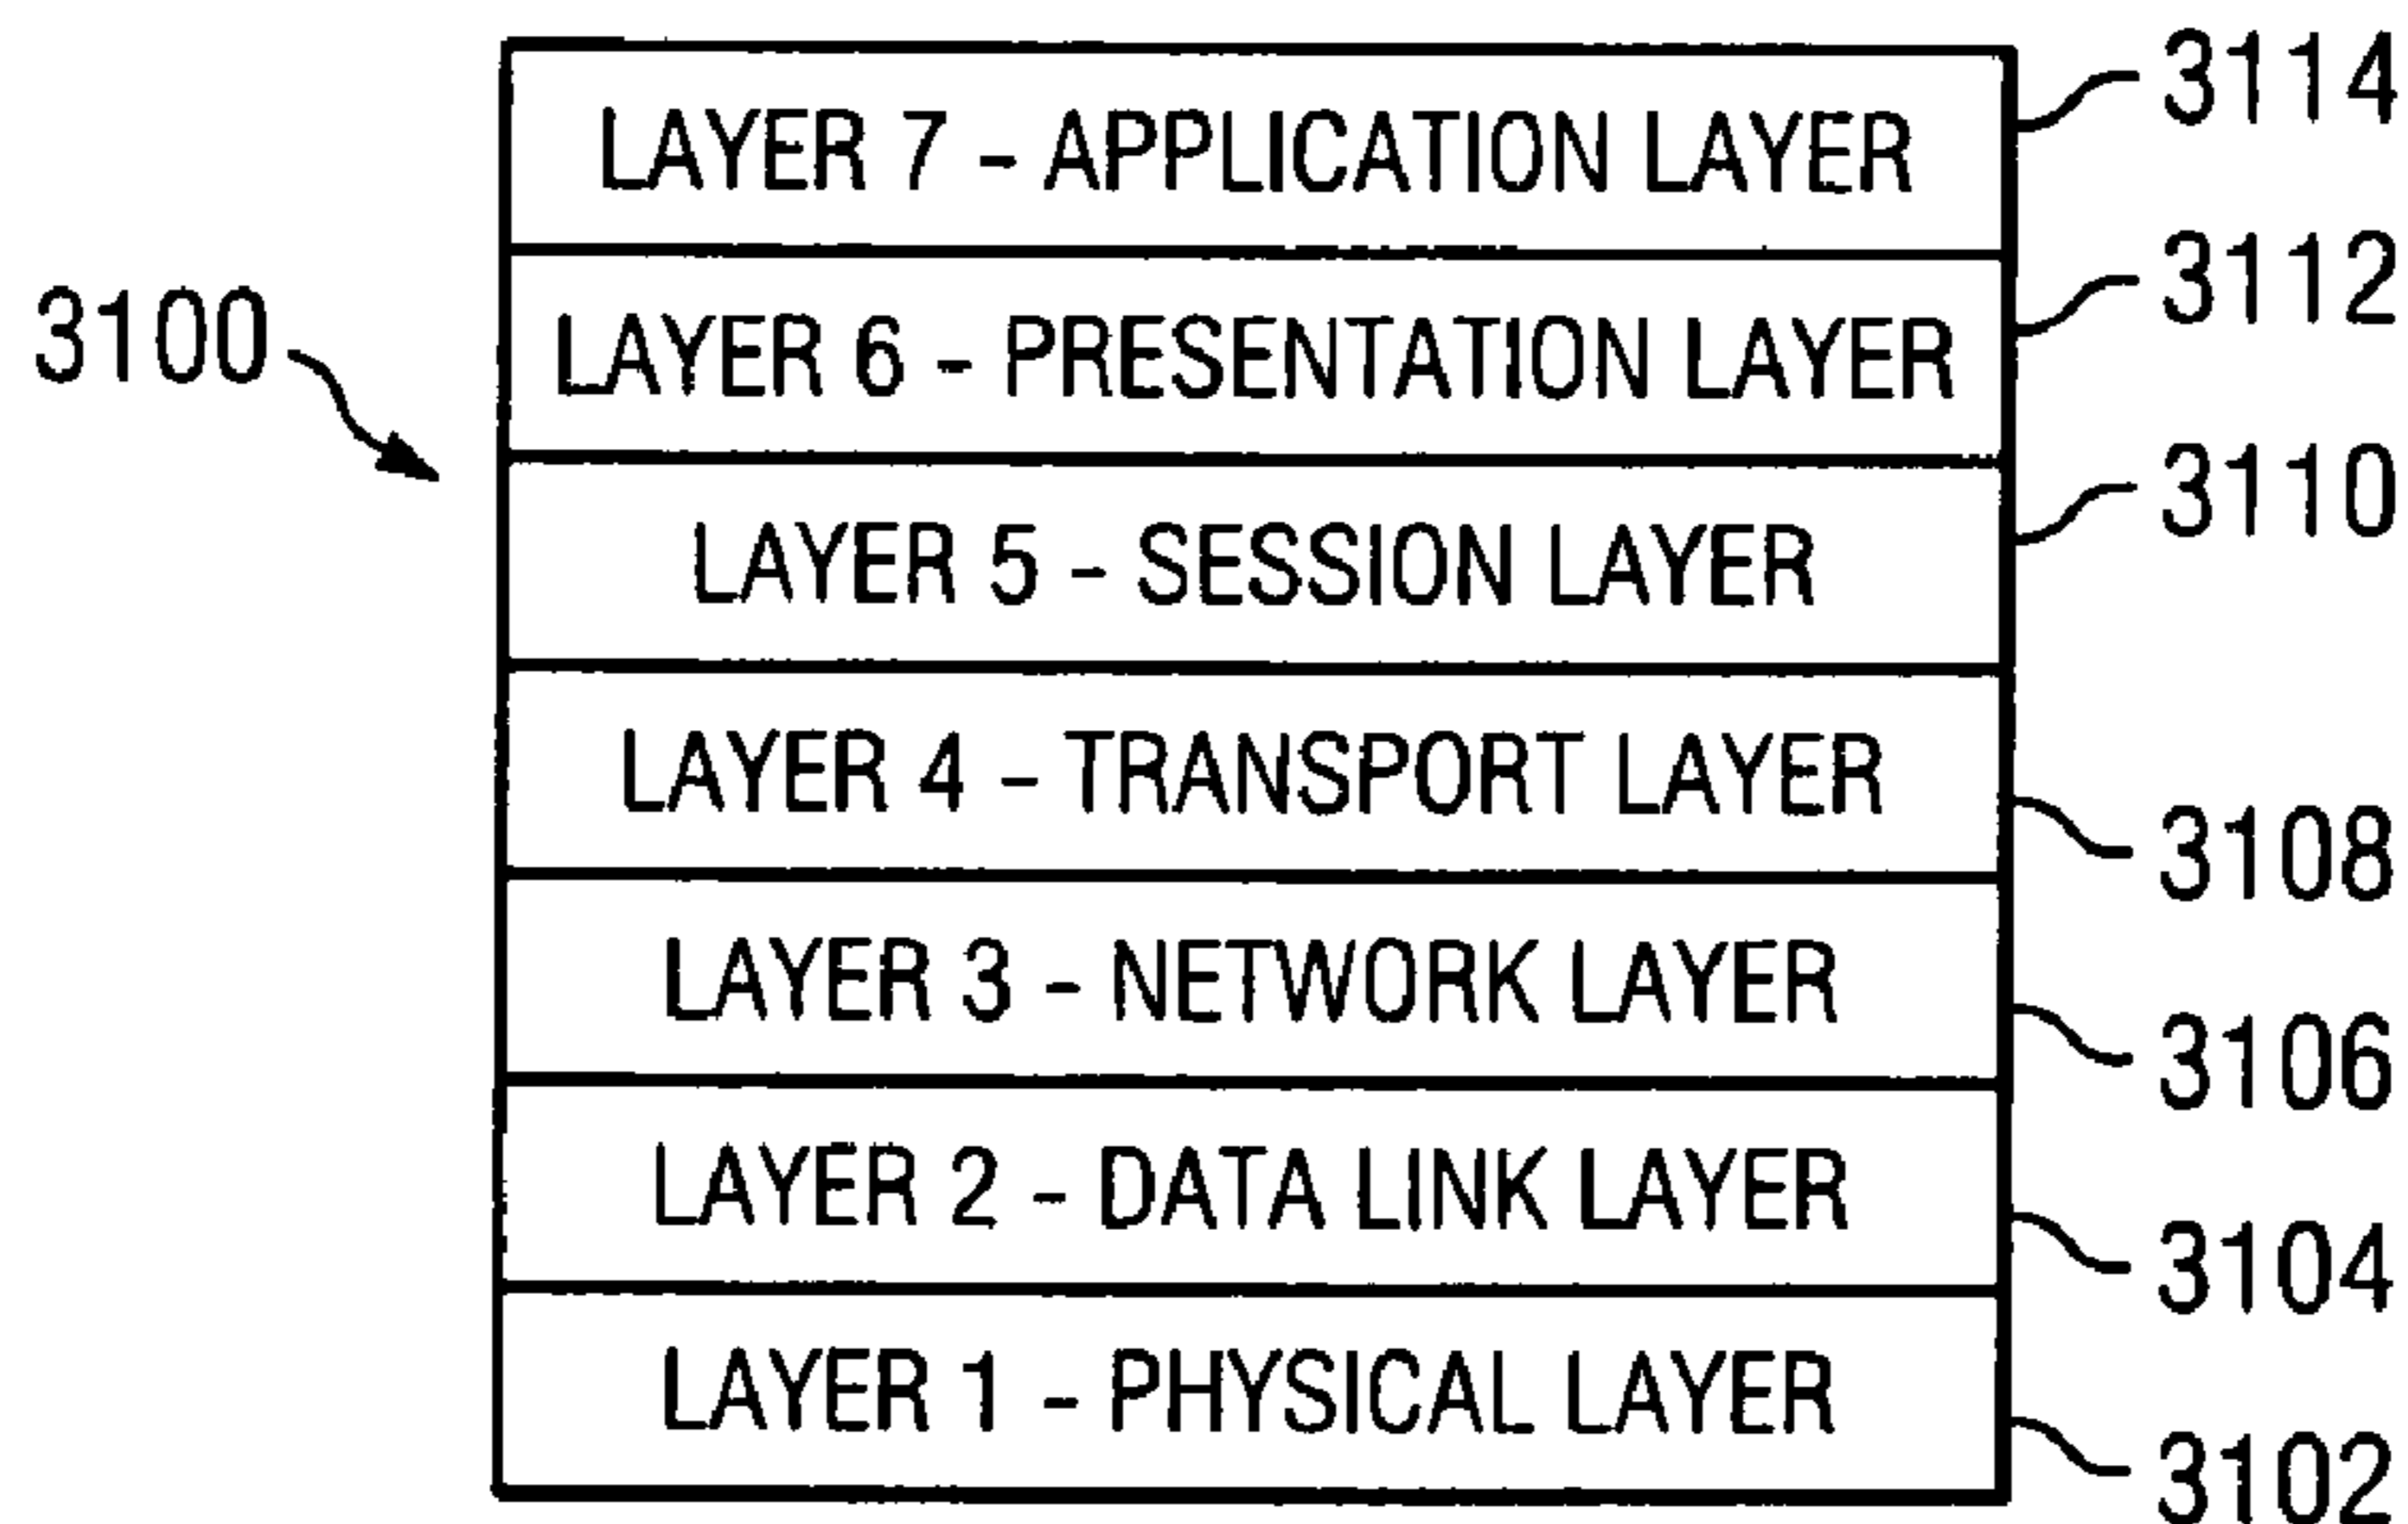 3114
LAYER 7 - APPLICATION LAYER
3112
LAYER 6 - PRESENTATION LAYER
3100
3110
LAYER 5 - SESSION LAYER
LAYER 4 - TRANSPORT LAYER
3108
LAYER 3 - NETWORK LAYER
3106
LAYER 2 - DATA LINK LAYER
3104
LAYER 1 - PHYSICAL LAYER
3102